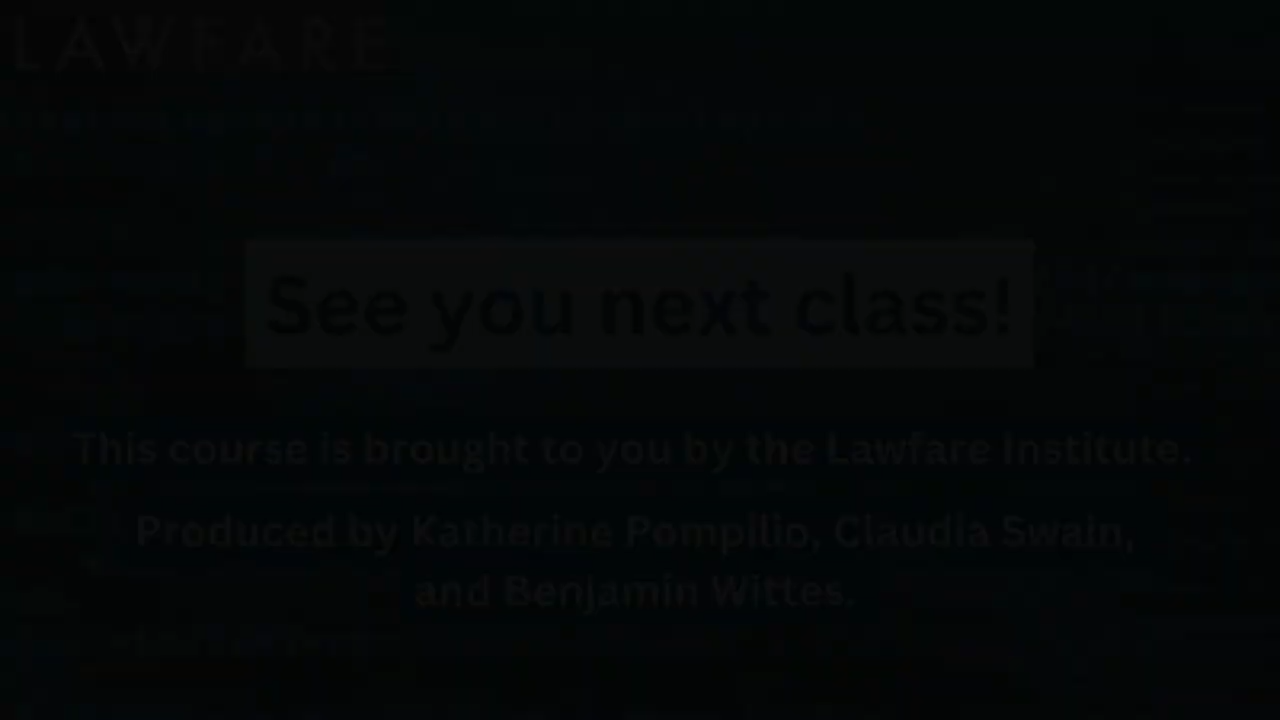 LAWFARE
See you next class!
This course is brought to you by the Lawfare Institute.
Produced by Katherine Pompilio, Claudia Swain,
and Benjamin Wittes.